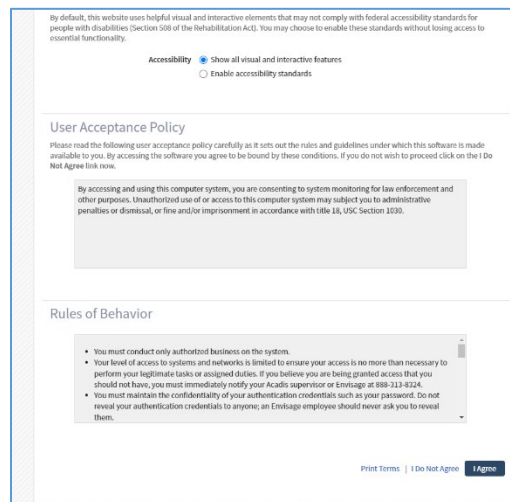 By default, this website uses helpful visual and interactive elements that may not comply with federal accessibility standards for
people with disabilities (Section 508 of the Rehabilitation Act). You may choose to enable these standards without losing access to
essential functionality.
Accessibility Show all visual and interactive features
Enable accessibility standards
User Acceptance Policy
Please read the following user acceptance policy carefully as it sets out the rules and guidelines under which this software is made
available to you. By accessing the software you agree to be bound by these conditions. If you do not wish to proceed click on the I Do
Not Agree link now.
By accessing and using this computer system, you are consenting to system monitoring for law enforcement and
other purposes. Unauthorized use of or access to this computer system may subject you to administrative
penalties or dismissal, or fine and/or imprisonment in accordance with title 18, USC Section 1030.
Rules of Behavior
• You must conduct only authorized business on the system.
• Your level of access to systems and networks is limited to ensure your access is no more than necessary to
perform your legitimate tasks or assigned duties. If you believe you are being granted access that you
should not have, you must immediately notify your Acadis supervisor or Envisage at 888-313-8324.
• You must maintain the confidentiality of your authentication credentials such as your password. Do not
reveal your authentication credentials to anyone; an Envisage employee should never ask you to reveal
them.
Print Terms | I Do Not Agree I Agree